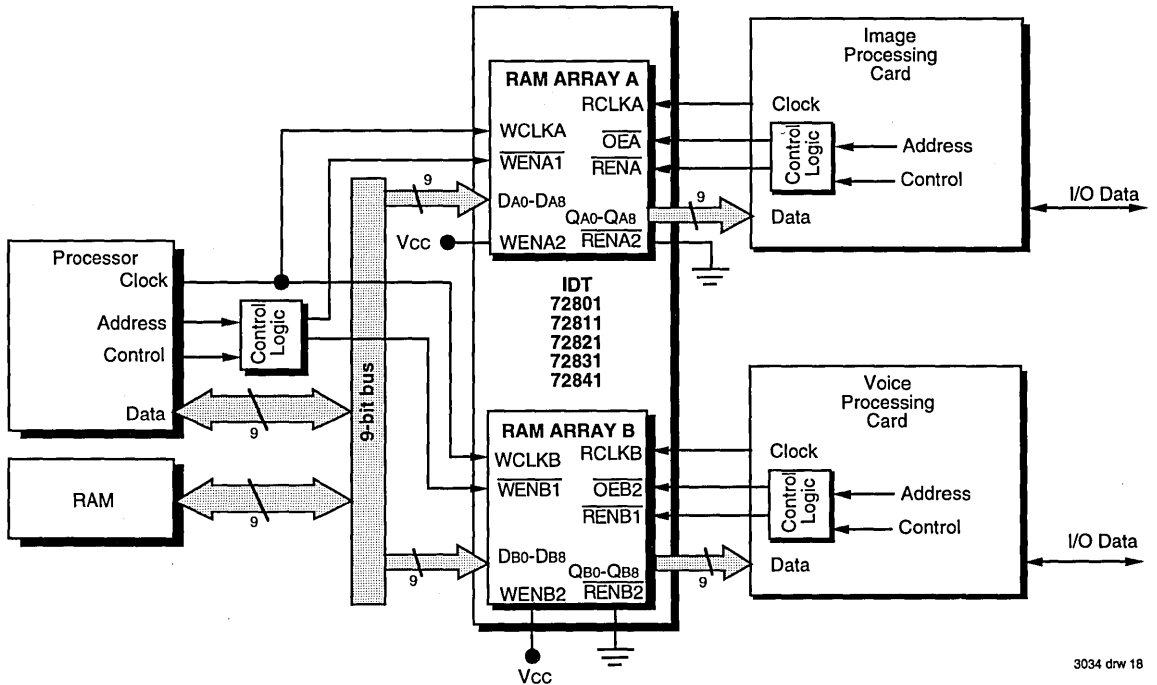 Processor
Clock
Address
Control
Data
Control
Logic
9
RAM
9
9-bit bus
9
9
Vcc
RAM ARRAY A
RCLKA
WCLKA
OEA
WENA1
RENA
DA0-DA8
QA0-QA8
WENA2
RENA2
IDT
72801
72811
72821
72831
72841
RAM ARRAY B
RCLKB
WCLKB
OEB2
WENB1
RENB1
DB0-DB8
QB0-QB8
WENB2
RENB2
Vcc
9
9
Image
Processing
Card
Clock
Control
Logic
Address
Control
Data
I/O Data
Voice
Processing
Card
Clock
Control
Logic
Address
Control
Data
I/O Data
3034 drw 18